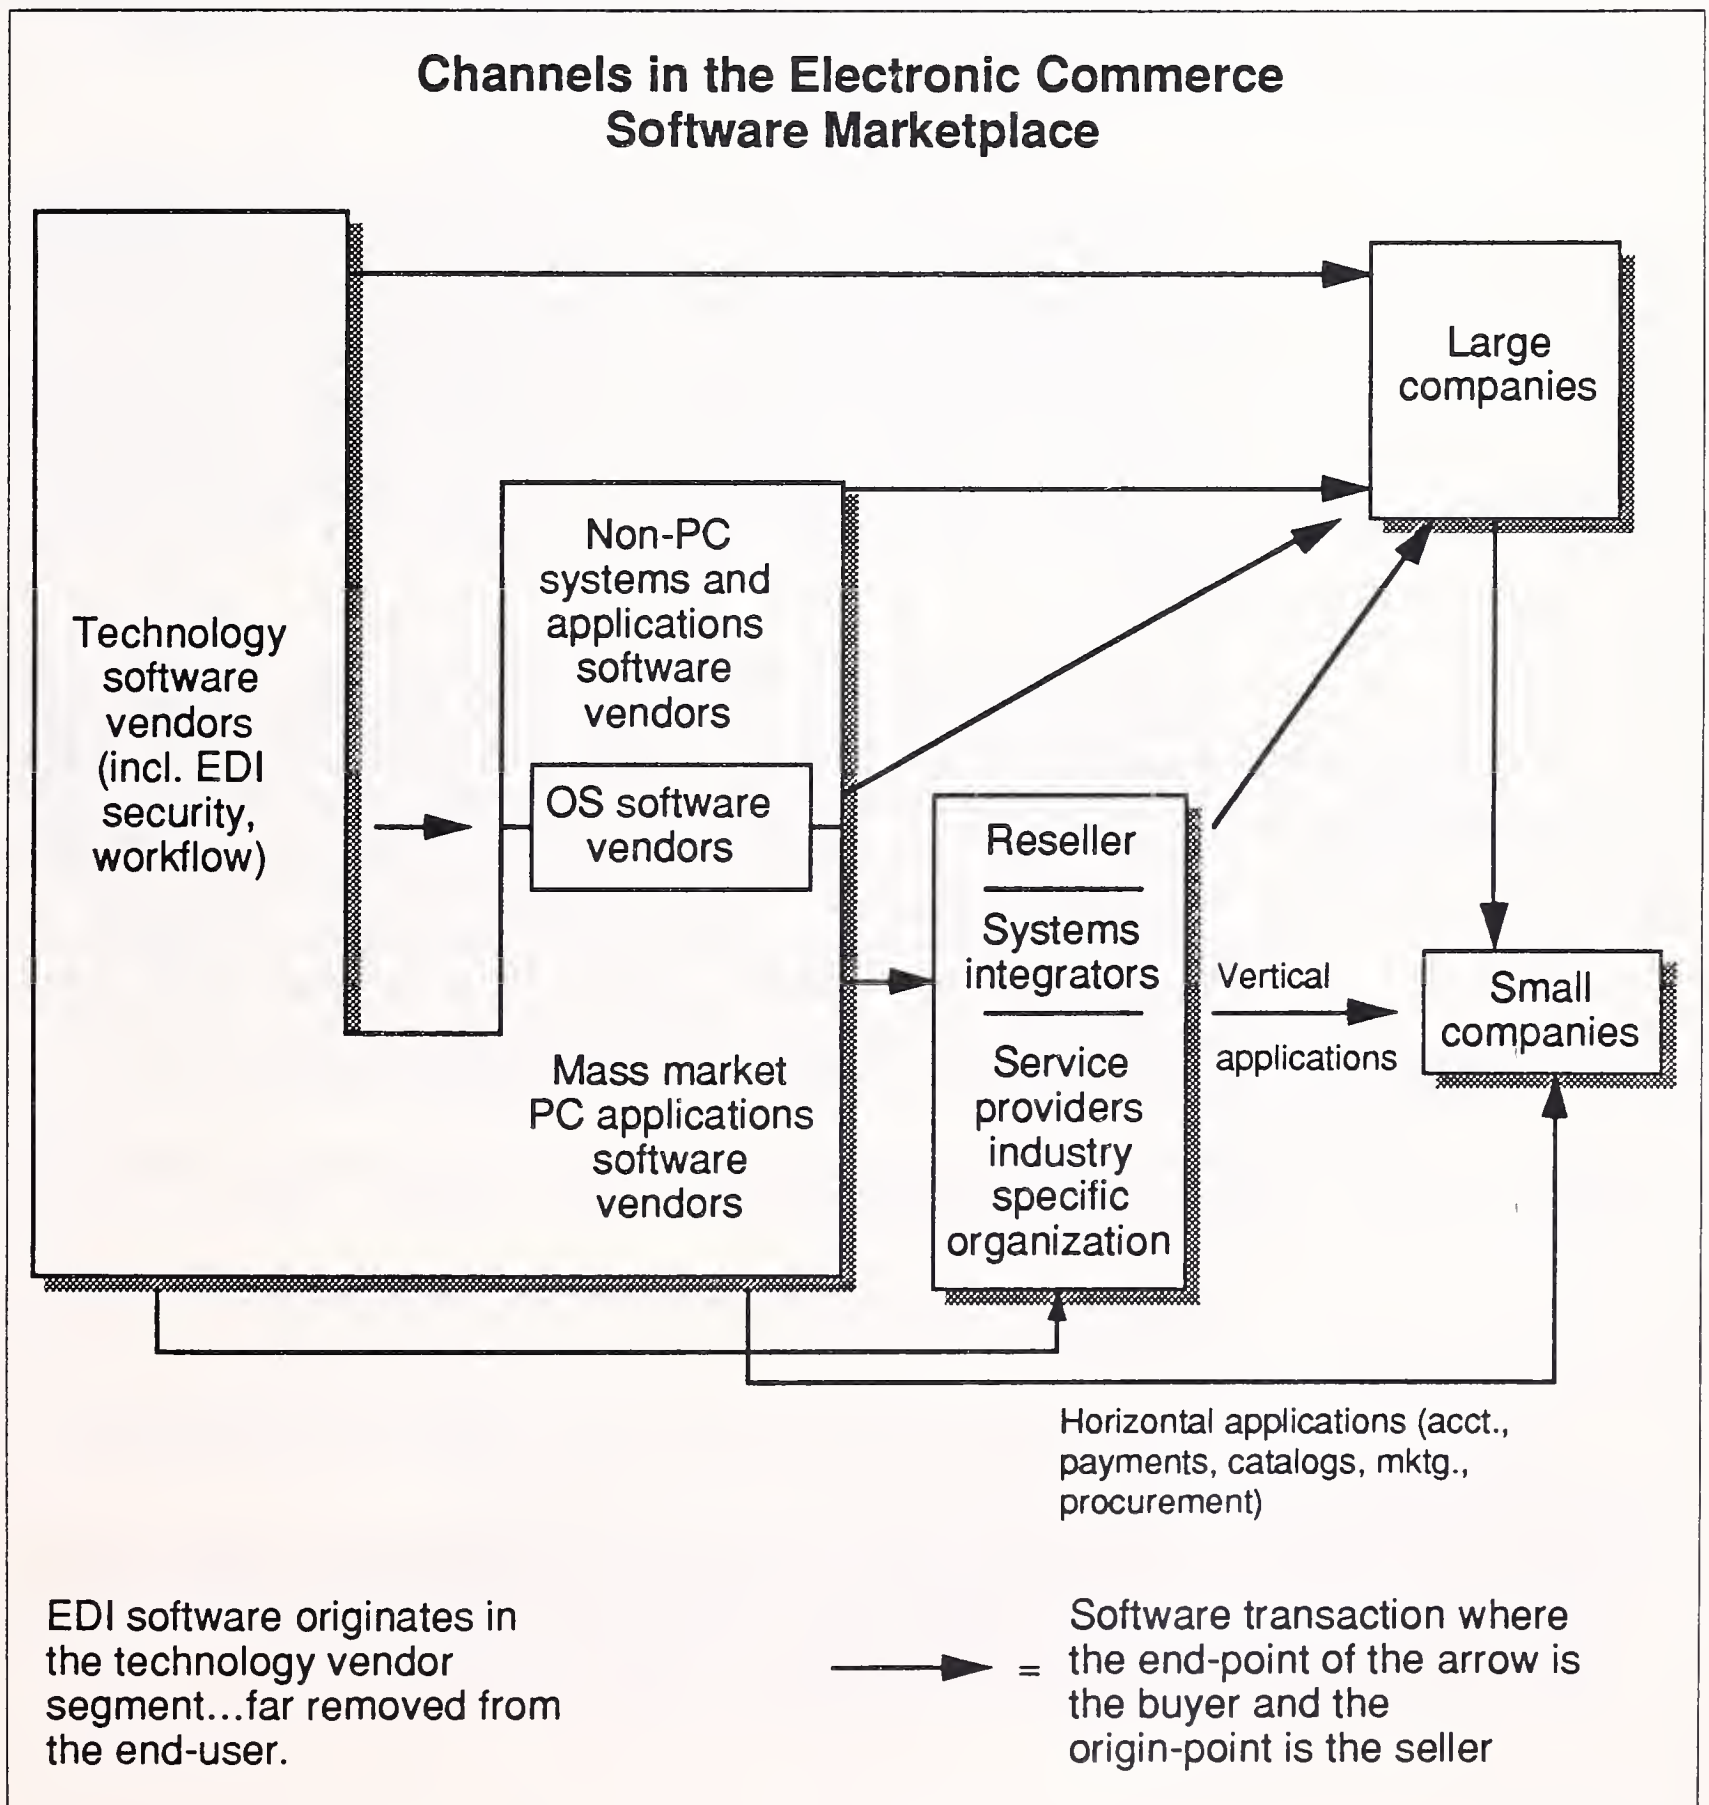 Channels in the Electronic Commerce
Software Marketplace
Large
companies
Non-PC
systems and
applications
software
vendors
Technology
software
vendors
(incl. EDI
security,
workflow)
OS software
vendors
Reseller
Systems
integrators
Service
providers
industry
specific
organization
Vertical
applications
Small
companies
Mass market
PC applications
software
vendors
Horizontal applications (acct.,
payments, catalogs, mktg.,
procurement)
EDI software originates in
the technology vendor
segment...far removed from
the end-user.
=
Software transaction where
the end-point of the arrow is
the buyer and the
origin-point is the seller